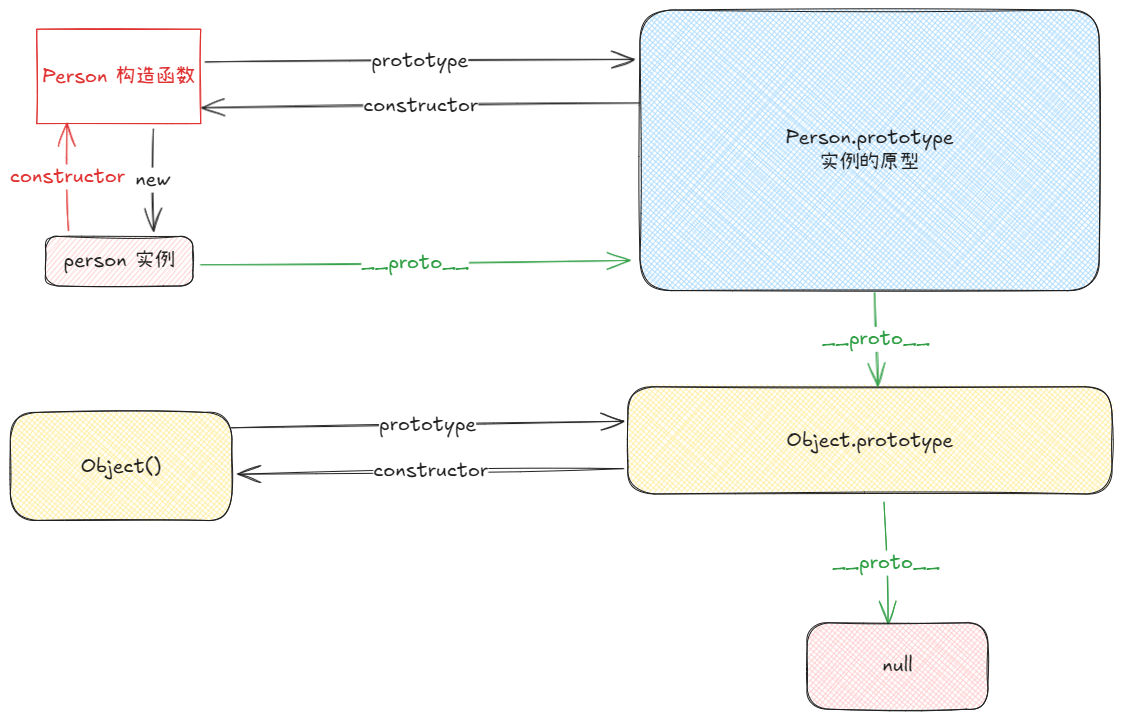 Person 构造函数
prototype
constructor
Person.prototype
实例的原型
constructor
new
person 实例
__proto__
__proto__
Object()
prototype
constructor
Object.prototype
__proto__
null